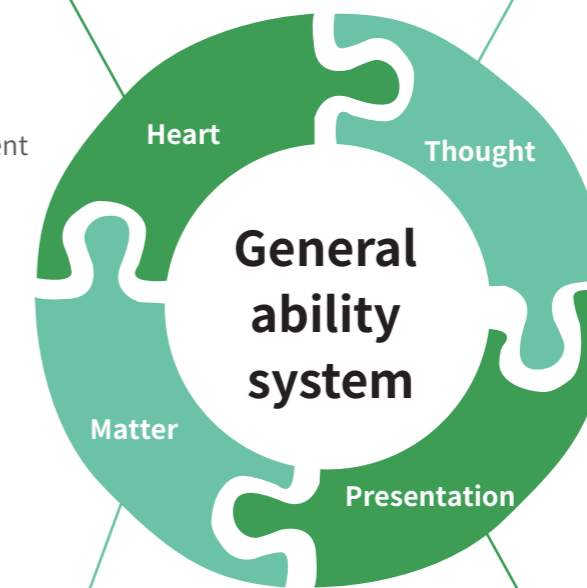 Heart
Thought
General
ability
system
Matter
Presentation